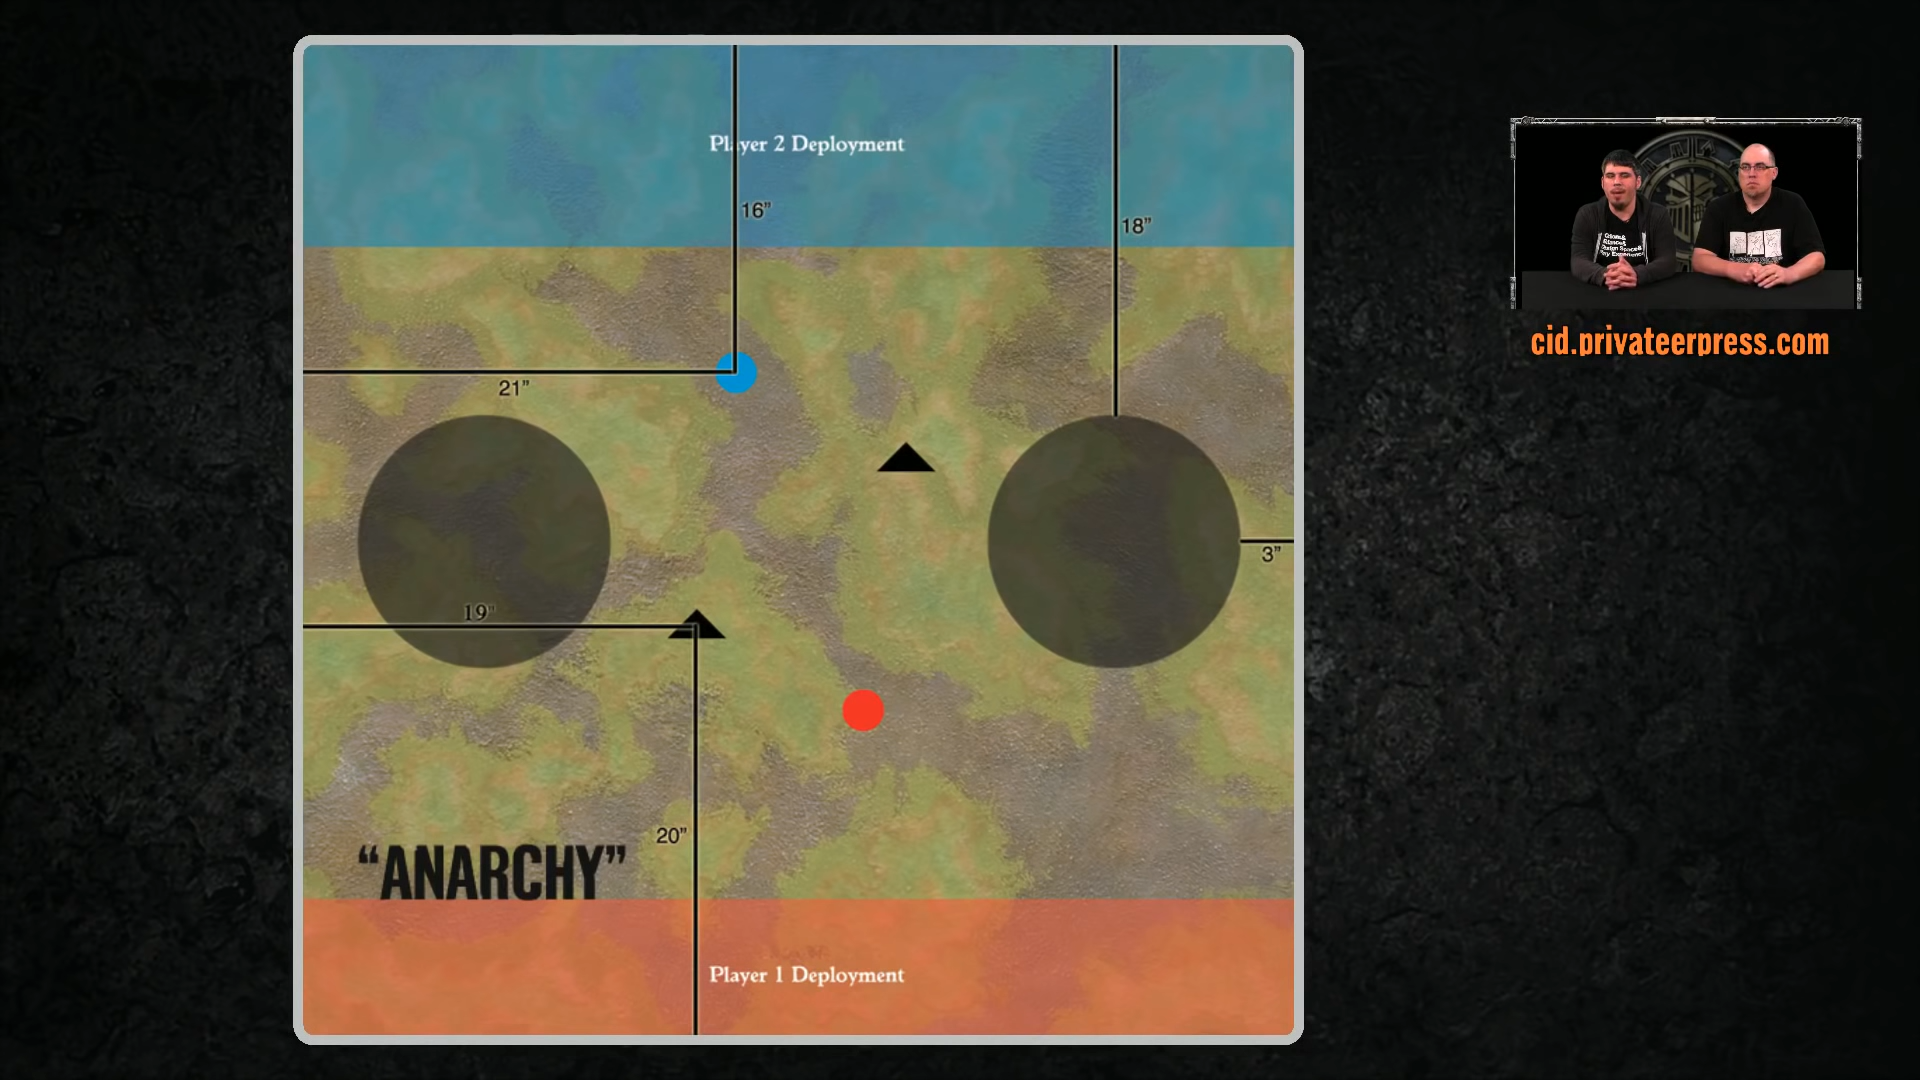 Player 2 Deployment
16”
18”
21”
3”
19”
20”
“ANARCHY”
Player 1 Deployment
cid.privateerpress.com